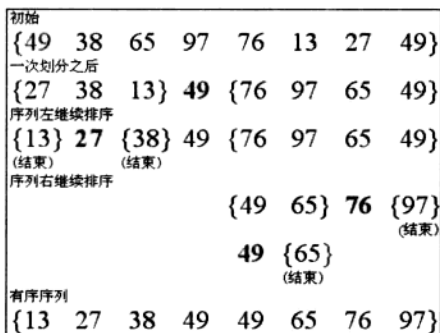 初始
{49 38 65 97 76 13 27 49}
一次划分之后
{27 38 13} 49 {76 97 65 49}
序列左继续排序
{13} 27 {38} 49 {76 97 65 49}
(结束) (结束)
序列右继续排序
{49 65} 76 {97}
(结束)
49 {65}
(结束)
有序序列
{13 27 38 49 49 65 76 97}